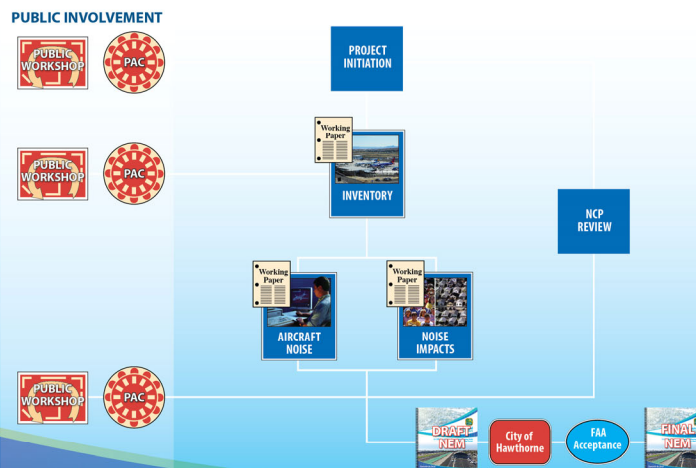 PUBLIC INVOLVEMENT
PUBLIC
WORKSHOP
PAC
PROJECT
INITIATION
Working
Paper
PUBLIC
WORKSHOP
PAC
INVENTORY
NCP
REVIEW
Working
Paper
AIRCRAFT
NOISE
Working
Paper
NOISE
IMPACTS
PUBLIC
WORKSHOP
PAC
DRAFT
NEM
City of
Hawthorne
FAA
Acceptance
FINAL
NEM